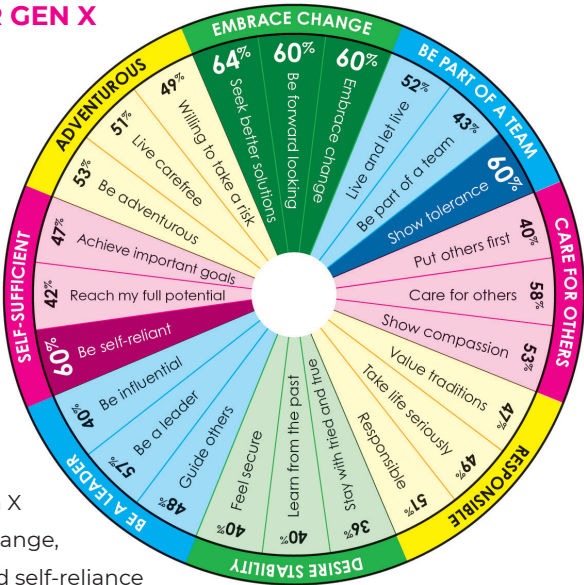 R GEN X
EMBRACE CHANGE
64% Seek better solutions
60% Be forward looking
60% Embrace change
BE PART OF A TEAM
52% Live and let live
43% Be part of a team
60% Show tolerance
CARE FOR OTHERS
40% Put others first
58% Care for others
53% Show compassion
RESPONSIBLE
47% Value traditions
49% Take life seriously
51% Responsible
DESIRE STABILITY
36% Stay with tried and true
40% Learn from the past
40% Feel secure
BE A LEADER
48% Guide others
57% Be a leader
40% Be influential
SELF-SUFFICIENT
60% Be self-reliant
42% Reach my full potential
47% Achieve important goals
ADVENTUROUS
53% Be adventurous
51% Live carefree
49% Willing to take a risk
X
ange,
d self-reliance